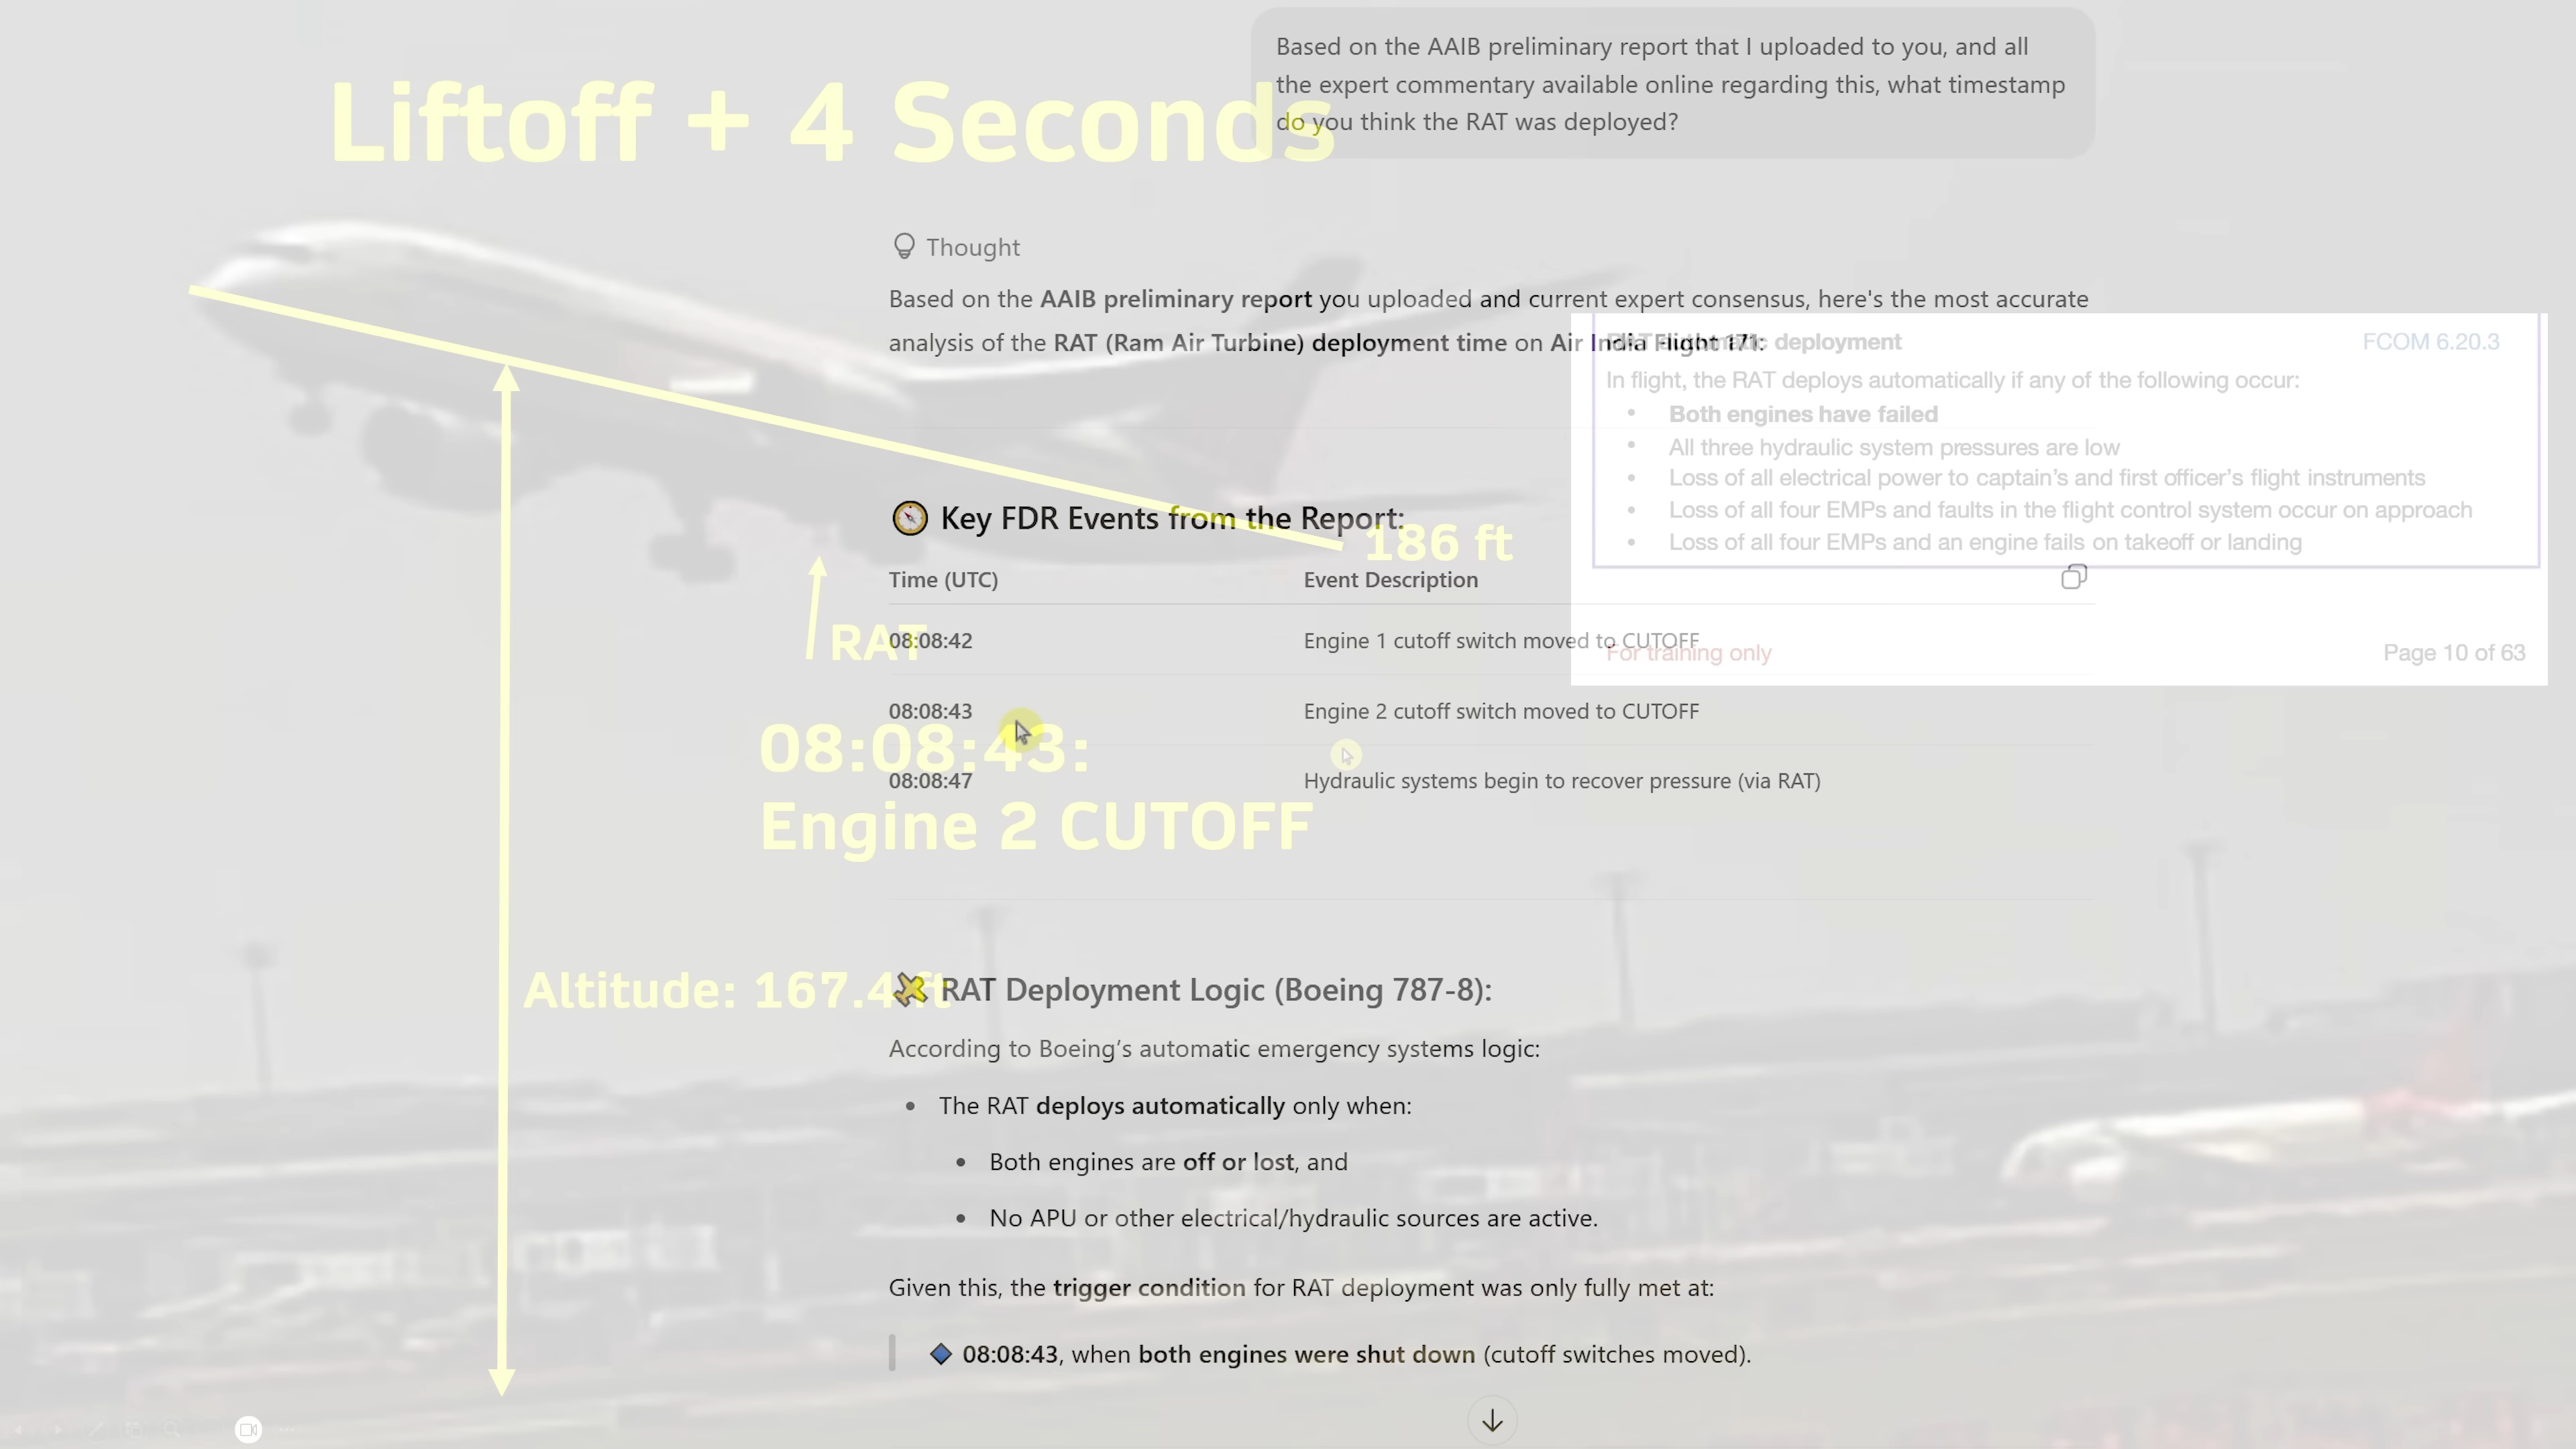 Based on the AAIB preliminary report that I uploaded to you, and all
the expert commentary available online regarding this, what timestamp
do you think the RAT was deployed?
Liftoff + 4 Seconds
Thought
Based on the AAIB preliminary report you uploaded and current expert consensus, here's the most accurate
analysis of the RAT (Ram Air Turbine) deployment time on Air India Flight 171:
deployment
FCOM 6.20.3
In flight, the RAT deploys automatically if any of the following occur:
• Both engines have failed
• All three hydraulic system pressures are low
• Loss of all electrical power to captain's and first officer's flight instruments
• Loss of all four EMPs and faults in the flight control system occur on approach
• Loss of all four EMPs and an engine fails on takeoff or landing
For training only
Page 10 of 63
Key FDR Events from the Report:
186 ft
Time (UTC)
Event Description
RAT
08:08:42
Engine 1 cutoff switch moved to CUTOFF
08:08:43
Engine 2 cutoff switch moved to CUTOFF
08:08:43:
Engine 2 CUTOFF
08:08:47
Hydraulic systems begin to recover pressure (via RAT)
Altitude: 167.4 ft
RAT Deployment Logic (Boeing 787-8):
According to Boeing’s automatic emergency systems logic:
• The RAT deploys automatically only when:
• Both engines are off or lost, and
• No APU or other electrical/hydraulic sources are active.
Given this, the trigger condition for RAT deployment was only fully met at:
08:08:43, when both engines were shut down (cutoff switches moved).